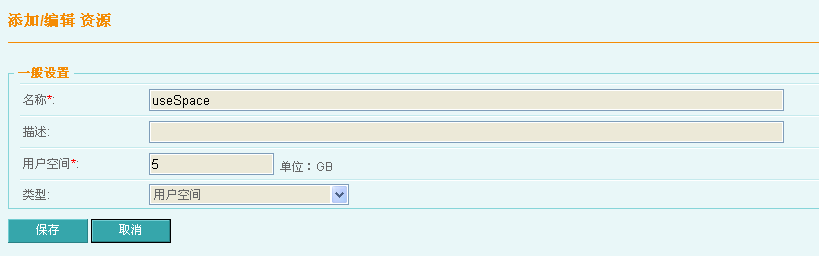 添加/编辑 资源
一般设置
名称*: useSpace
描述:
用户空间*: 5 单位：GB
类型: 用户空间
保存 取消